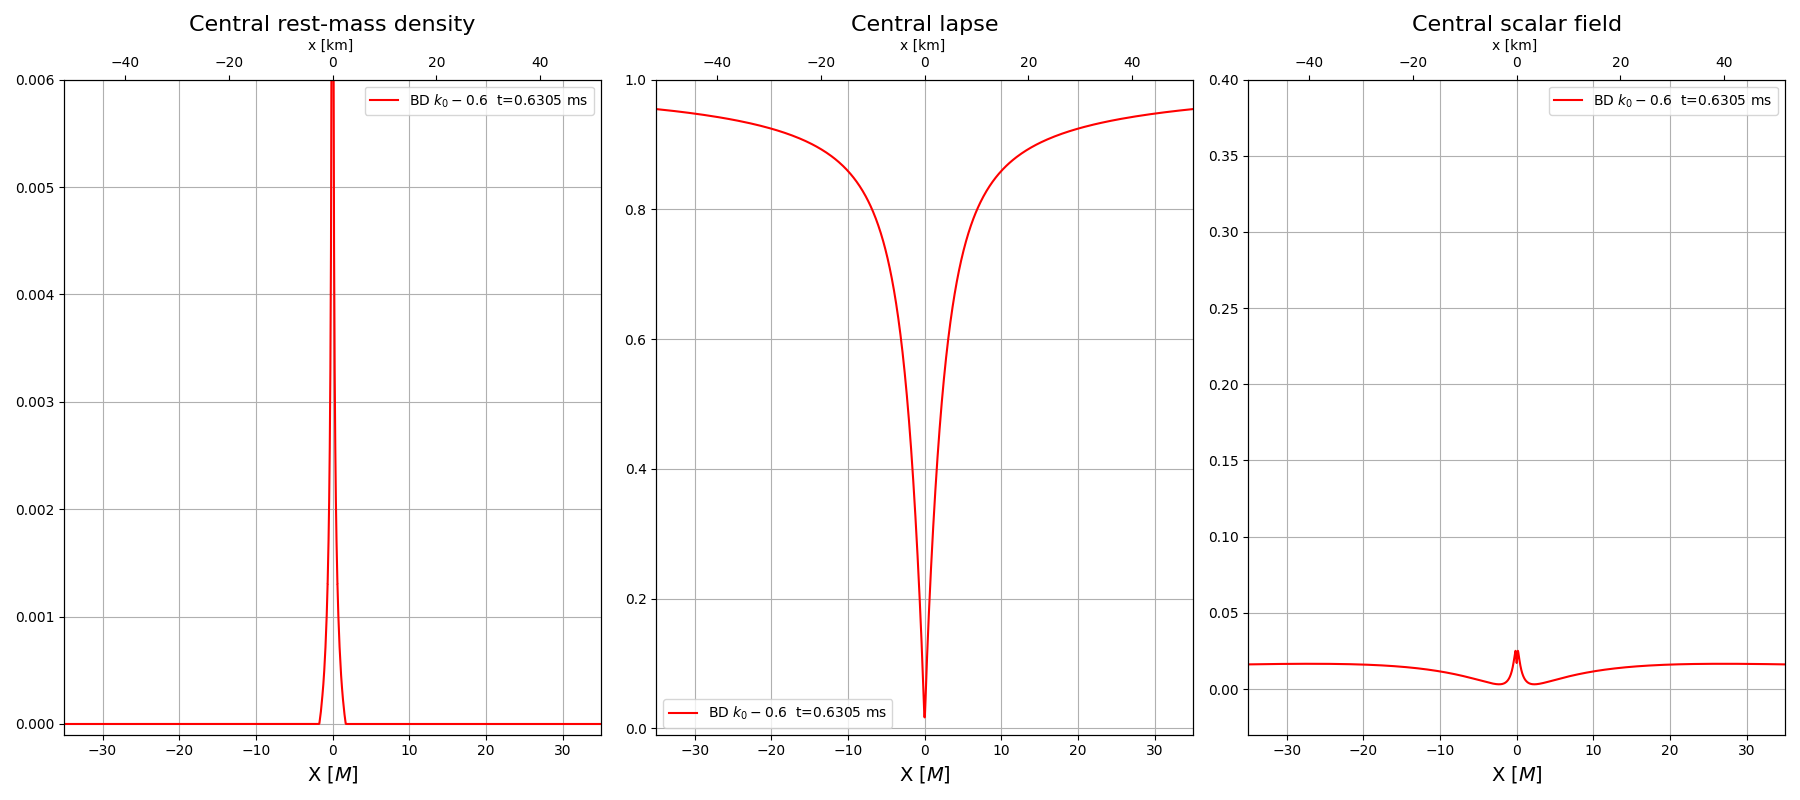 Central rest-mass density
x [km]
−40 −20 0 20 40
0.006
0.005
0.004
0.003
0.002
0.001
0.000
BD k₀ − 0.6 t=0.6305 ms
−30 −20 −10 0 10 20 30
X [M]
Central lapse
x [km]
−40 −20 0 20 40
1.0
0.8
0.6
0.4
0.2
0.0
BD k₀ − 0.6 t=0.6305 ms
−30 −20 −10 0 10 20 30
X [M]
Central scalar field
x [km]
−40 −20 0 20 40
0.40
0.35
0.30
0.25
0.20
0.15
0.10
0.05
0.00
BD k₀ − 0.6 t=0.6305 ms
−30 −20 −10 0 10 20 30
X [M]